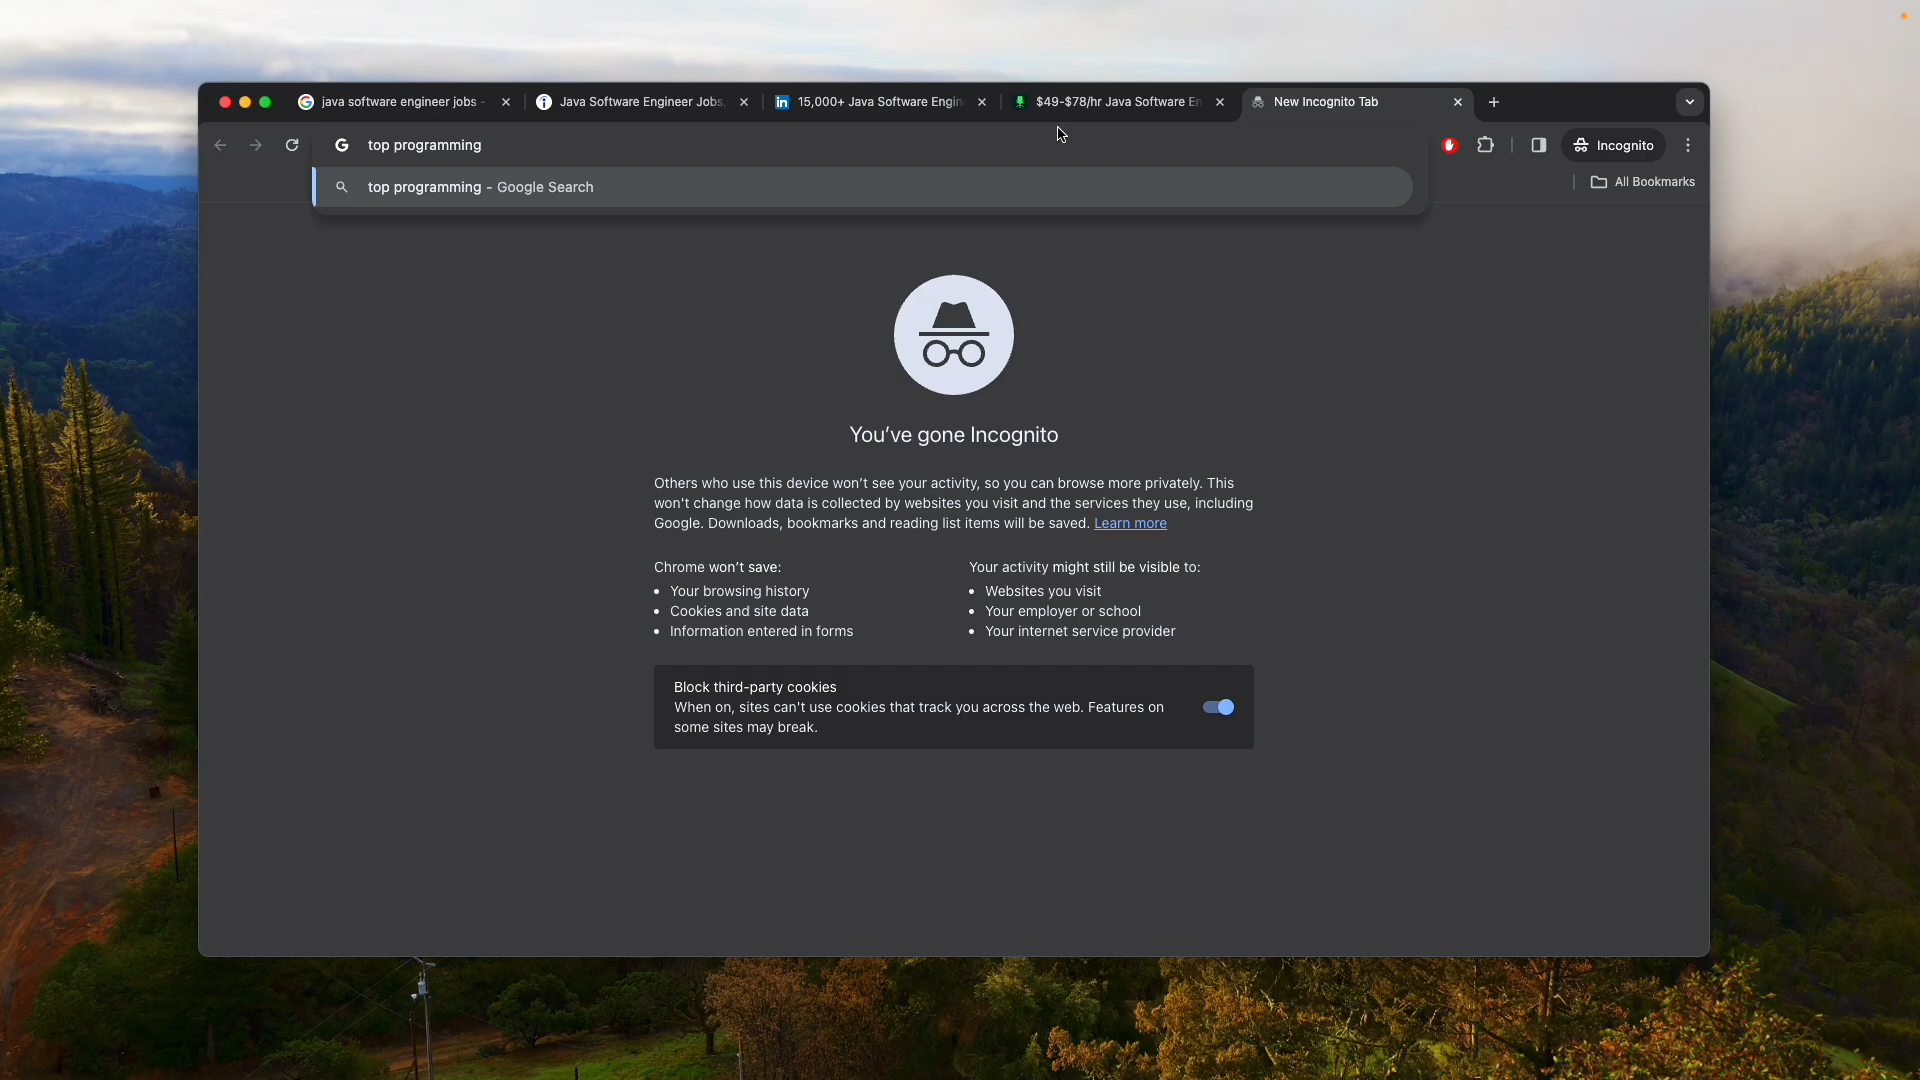 java software engineer jobs -
Java Software Engineer Jobs,
15,000+ Java Software Engin
$49-$78/hr Java Software En
New Incognito Tab
top programming
Incognito
top programming - Google Search
All Bookmarks
You've gone Incognito
Others who use this device won't see your activity, so you can browse more privately. This
won't change how data is collected by websites you visit and the services they use, including
Google. Downloads, bookmarks and reading list items will be saved. Learn more
Chrome won't save:
• Your browsing history
• Cookies and site data
• Information entered in forms
Your activity might still be visible to:
• Websites you visit
• Your employer or school
• Your internet service provider
Block third-party cookies
When on, sites can't use cookies that track you across the web. Features on
some sites may break.